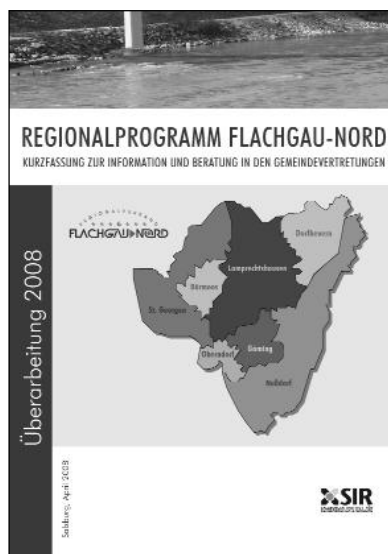 REGIONALPROGRAMM FLACHGAU-NORD
KURZFASSUNG ZUR INFORMATION UND BERATUNG IN DEN GEMEINDEVERTRETUNGEN
Überarbeitung 2008
REGIONALVERBAND
FLACHGAU NORD
Dorfbeuern
Lamprechtshausen
Bürmoos
St. Georgen
Göming
Oberndorf
Nußdorf
Salzburg, April 2008
SIR